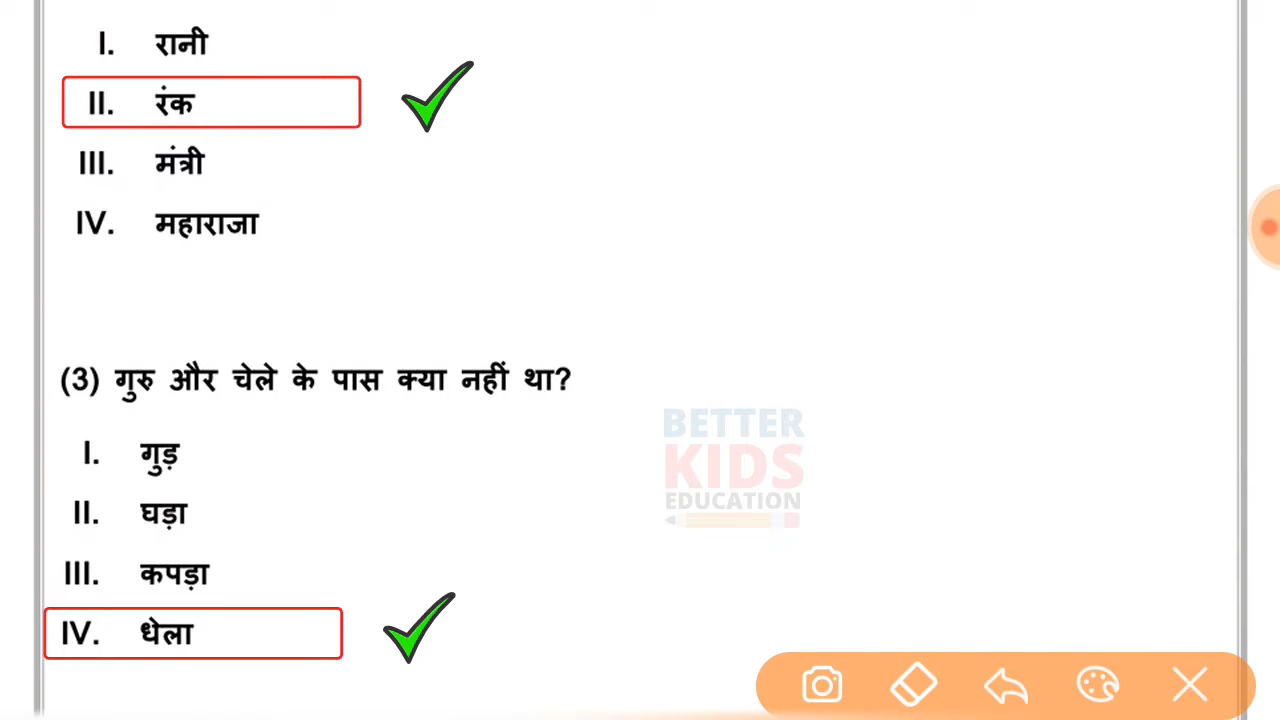 I. रानी
II. रंक
III. मंत्री
IV. महाराजा
(3) गुरु और चेले के पास क्या नहीं था?
I. गुड़
II. घड़ा
III. कपड़ा
IV. धेला
BETTER
KIDS
EDUCATION